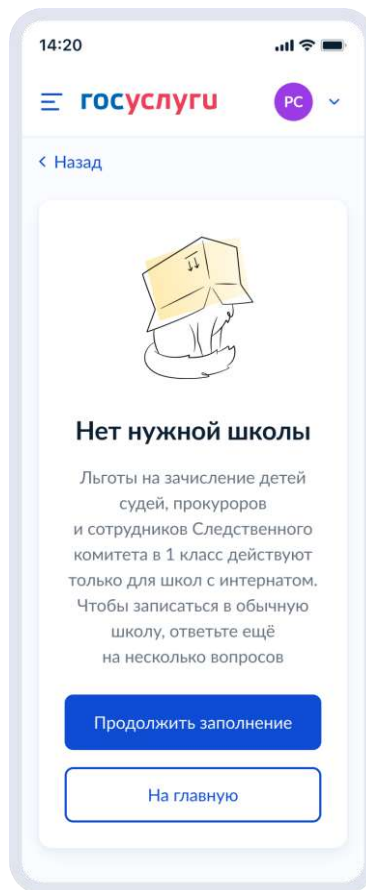 14:20
госуслуги
РС
Назад
Нет нужной школы
Льготы на зачисление детей
судей, прокуроров
и сотрудников Следственного
комитета в 1 класс действуют
только для школ с интернатом.
Чтобы записаться в обычную
школу, ответьте ещё
на несколько вопросов
Продолжить заполнение
На главную